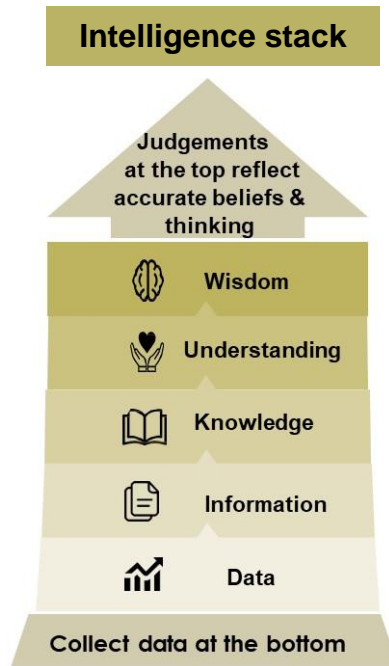 Intelligence stack
Judgements
at the top reflect
accurate beliefs &
thinking
Wisdom
Understanding
Knowledge
Information
Data
Collect data at the bottom